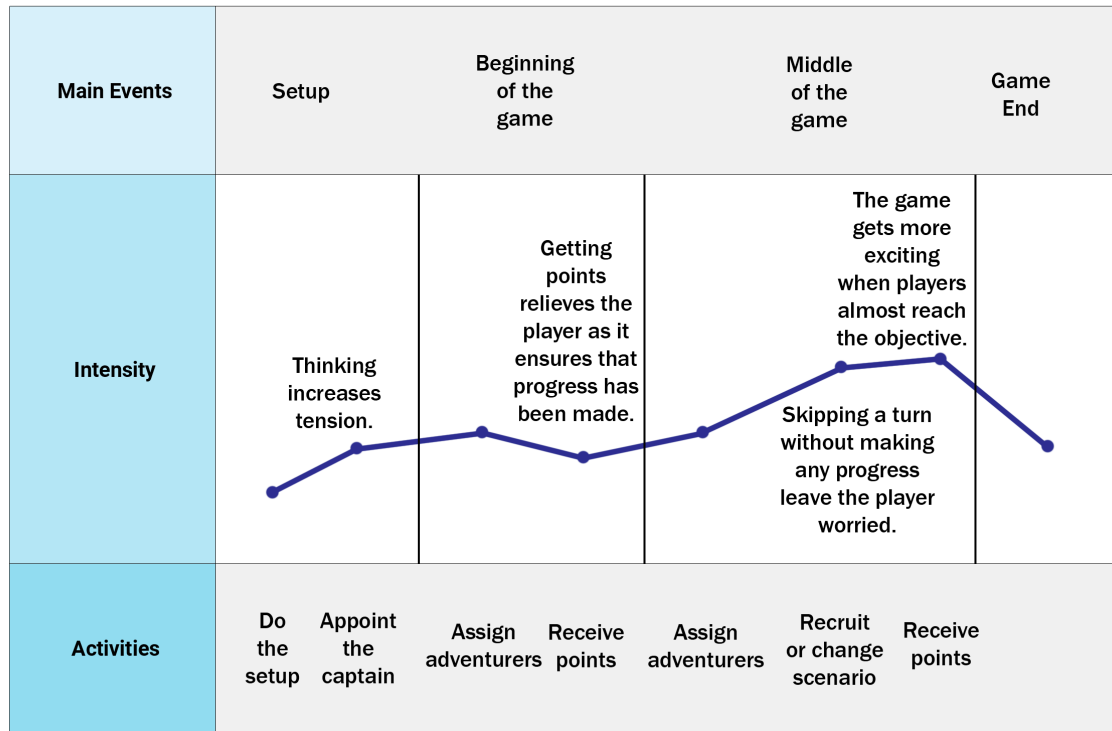 Main Events
Setup
Beginning
of the
game
Middle
of the
game
Game
End
Intensity
Thinking
increases
tension.
Getting
points
relieves the
player as it
ensures that
progress has
been made.
The game
gets more
exciting
when players
almost reach
the objective.
Skipping a turn
without making
any progress
leave the player
worried.
Activities
Do
the
setup
Appoint
the
captain
Assign
adventurers
Receive
points
Assign
adventurers
Recruit
or change
scenario
Receive
points